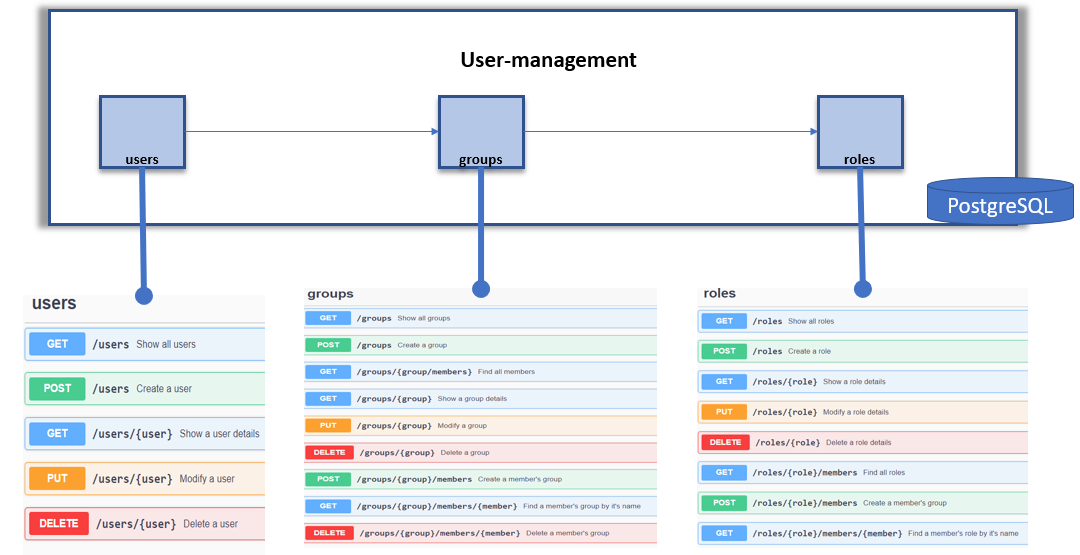 User-management
users
groups
roles
PostgreSQL
users
GET /users Show all users
POST /users Create a user
GET /users/{user} Show a user details
PUT /users/{user} Modify a user
DELETE /users/{user} Delete a user
groups
GET /groups Show all groups
POST /groups Create a group
GET /groups/{group/members} Find all members
GET /groups/{group} Show a group details
PUT /groups/{group} Modify a group
DELETE /groups/{group} Delete a group
POST /groups/{group}/members Create a member's group
GET /groups/{group}/members/{member} Find a member's group by it's name
DELETE /groups/{group}/members/{member} Delete a member's group
roles
GET /roles Show all roles
POST /roles Create a role
GET /roles/{role} Show a role details
PUT /roles/{role} Modify a role details
DELETE /roles/{role} Delete a role details
GET /roles/{role}/members Find all roles
POST /roles/{role}/members Create a member's group
GET /roles/{role}/members/{member} Find a member's role by it's name